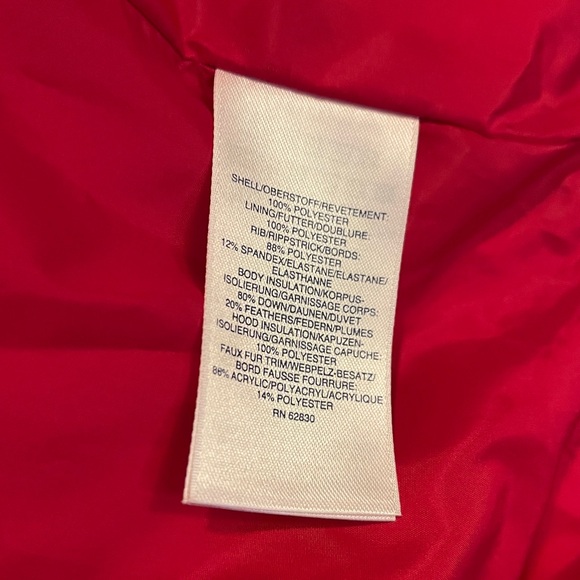 SHELL/OBERSTOFF/REVETEMENT:
100% POLYESTER
LINING/FUTTER/DOUBLURE:
100% POLYESTER
RIB/RIPPSTRICK/BORDS:
88% POLYESTER
12% SPANDEX/ELASTANE/ELASTANE/
ELASTHANNE
BODY INSULATION/KORPUS-
ISOLIERUNG/GARNISSAGE CORPS:
80% DOWN/DAUNEN/DUVET
20% FEATHERS/FEDERN/PLUMES
HOOD INSULATION/KAPUZEN-
ISOLIERUNG/GARNISSAGE CAPUCHE:
100% POLYESTER
FAUX FUR TRIM/WEBPELZ-BESATZ/
BORD FAUSSE FOURRURE:
86% ACRYLIC/POLYACRYL/ACRYLIQUE
14% POLYESTER
RN 62830